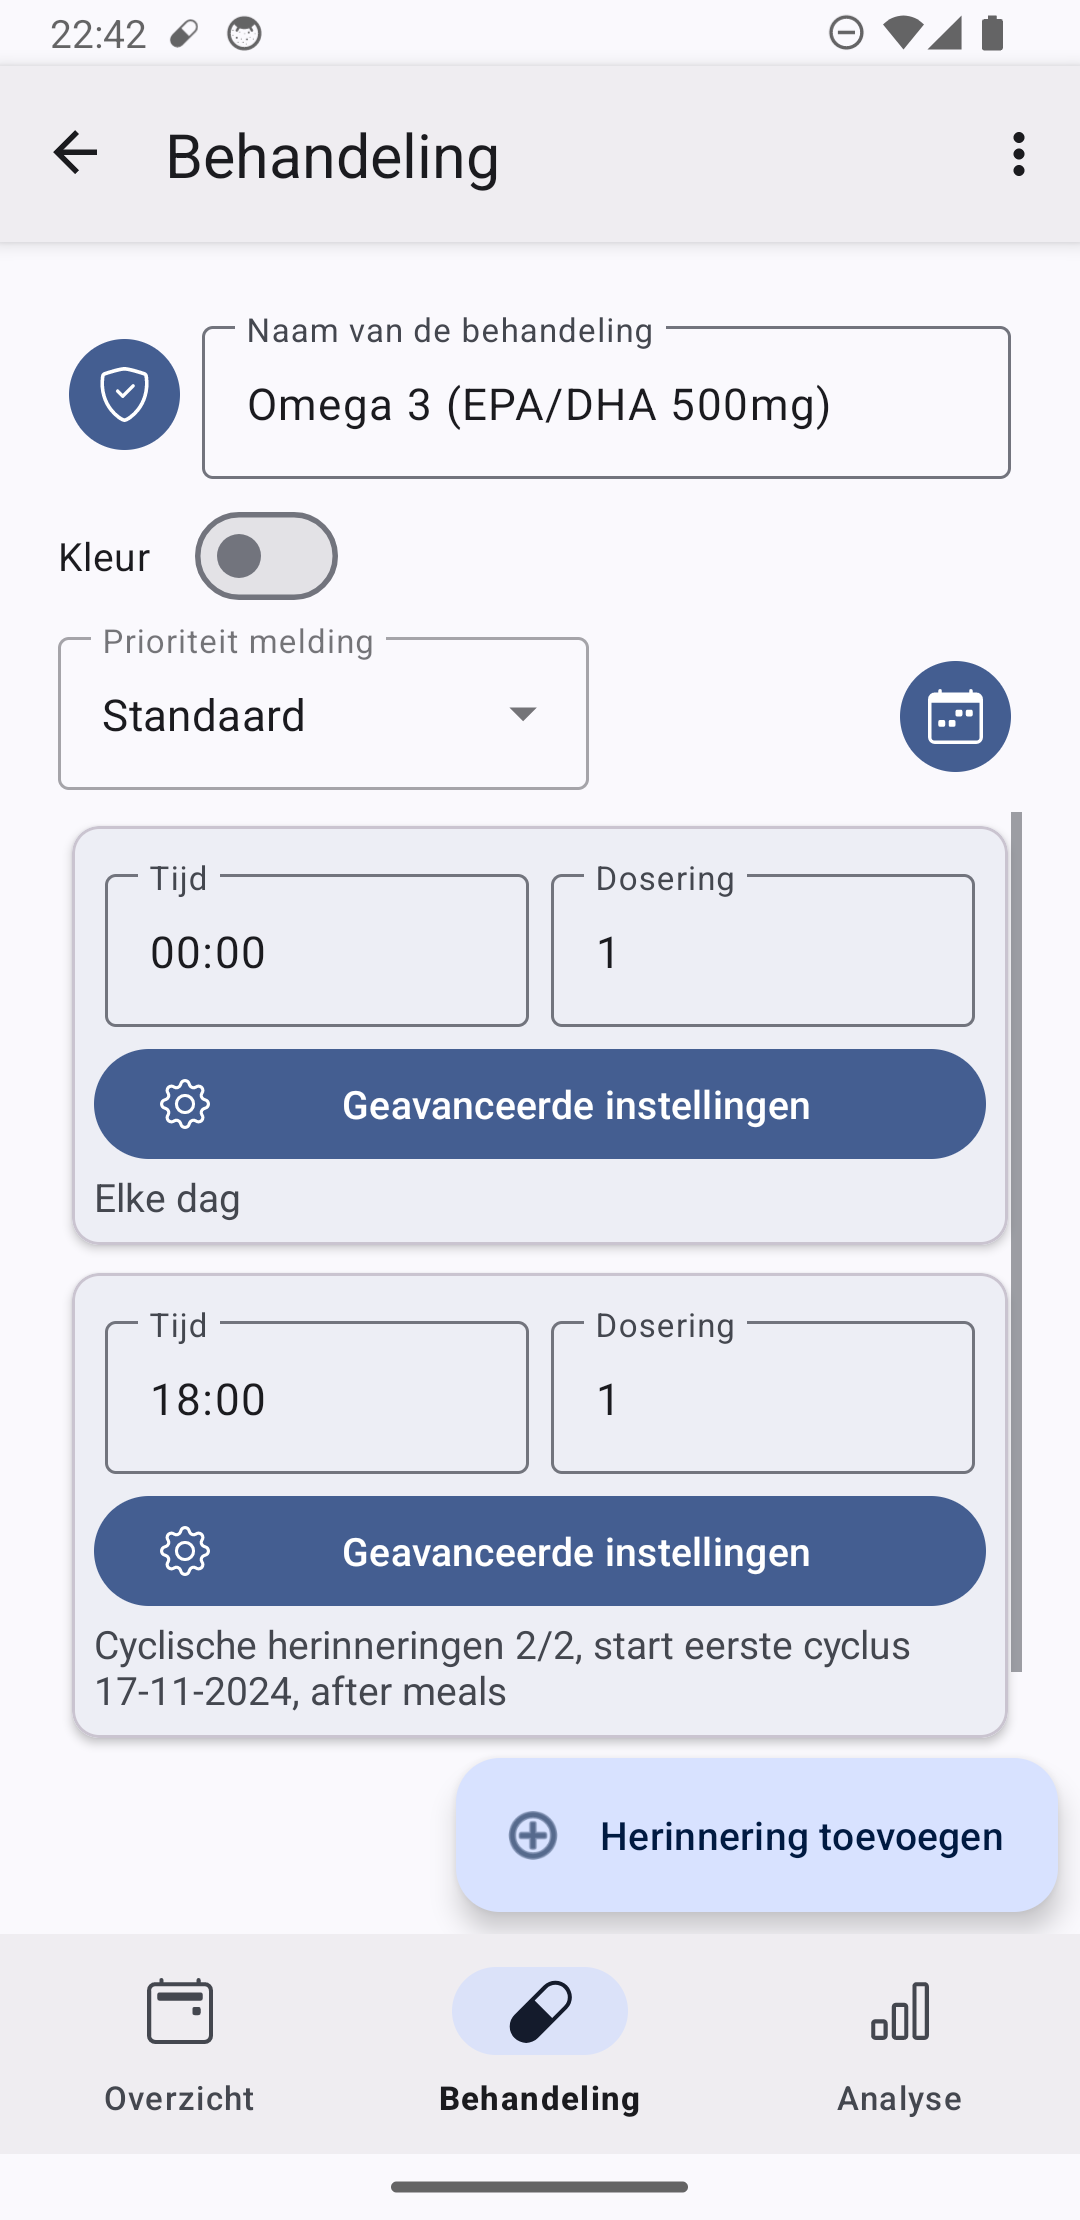 22:42
Behandeling
Naam van de behandeling
Omega 3 (EPA/DHA 500mg)
Kleur
Prioriteit melding
Standaard
Tijd
Dosering
00:00
1
Geavanceerde instellingen
Elke dag
Tijd
Dosering
18:00
1
Geavanceerde instellingen
Cyclische herinneringen 2/2, start eerste cyclus
17-11-2024, after meals
Herinnering toevoegen
Overzicht
Behandeling
Analyse